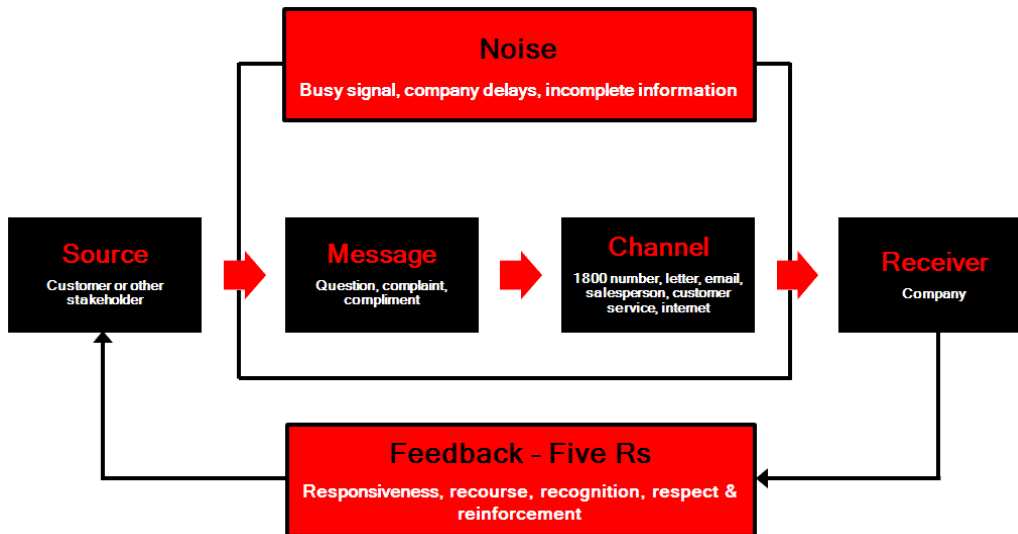 Noise
Busy signal, company delays, incomplete information
Source
Customer or other
stakeholder
Message
Question, complaint,
compliment
Channel
1800 number, letter, email,
salesperson, customer
service, internet
Receiver
Company
Feedback - Five Rs
Responsiveness, recourse, recognition, respect &
reinforcement